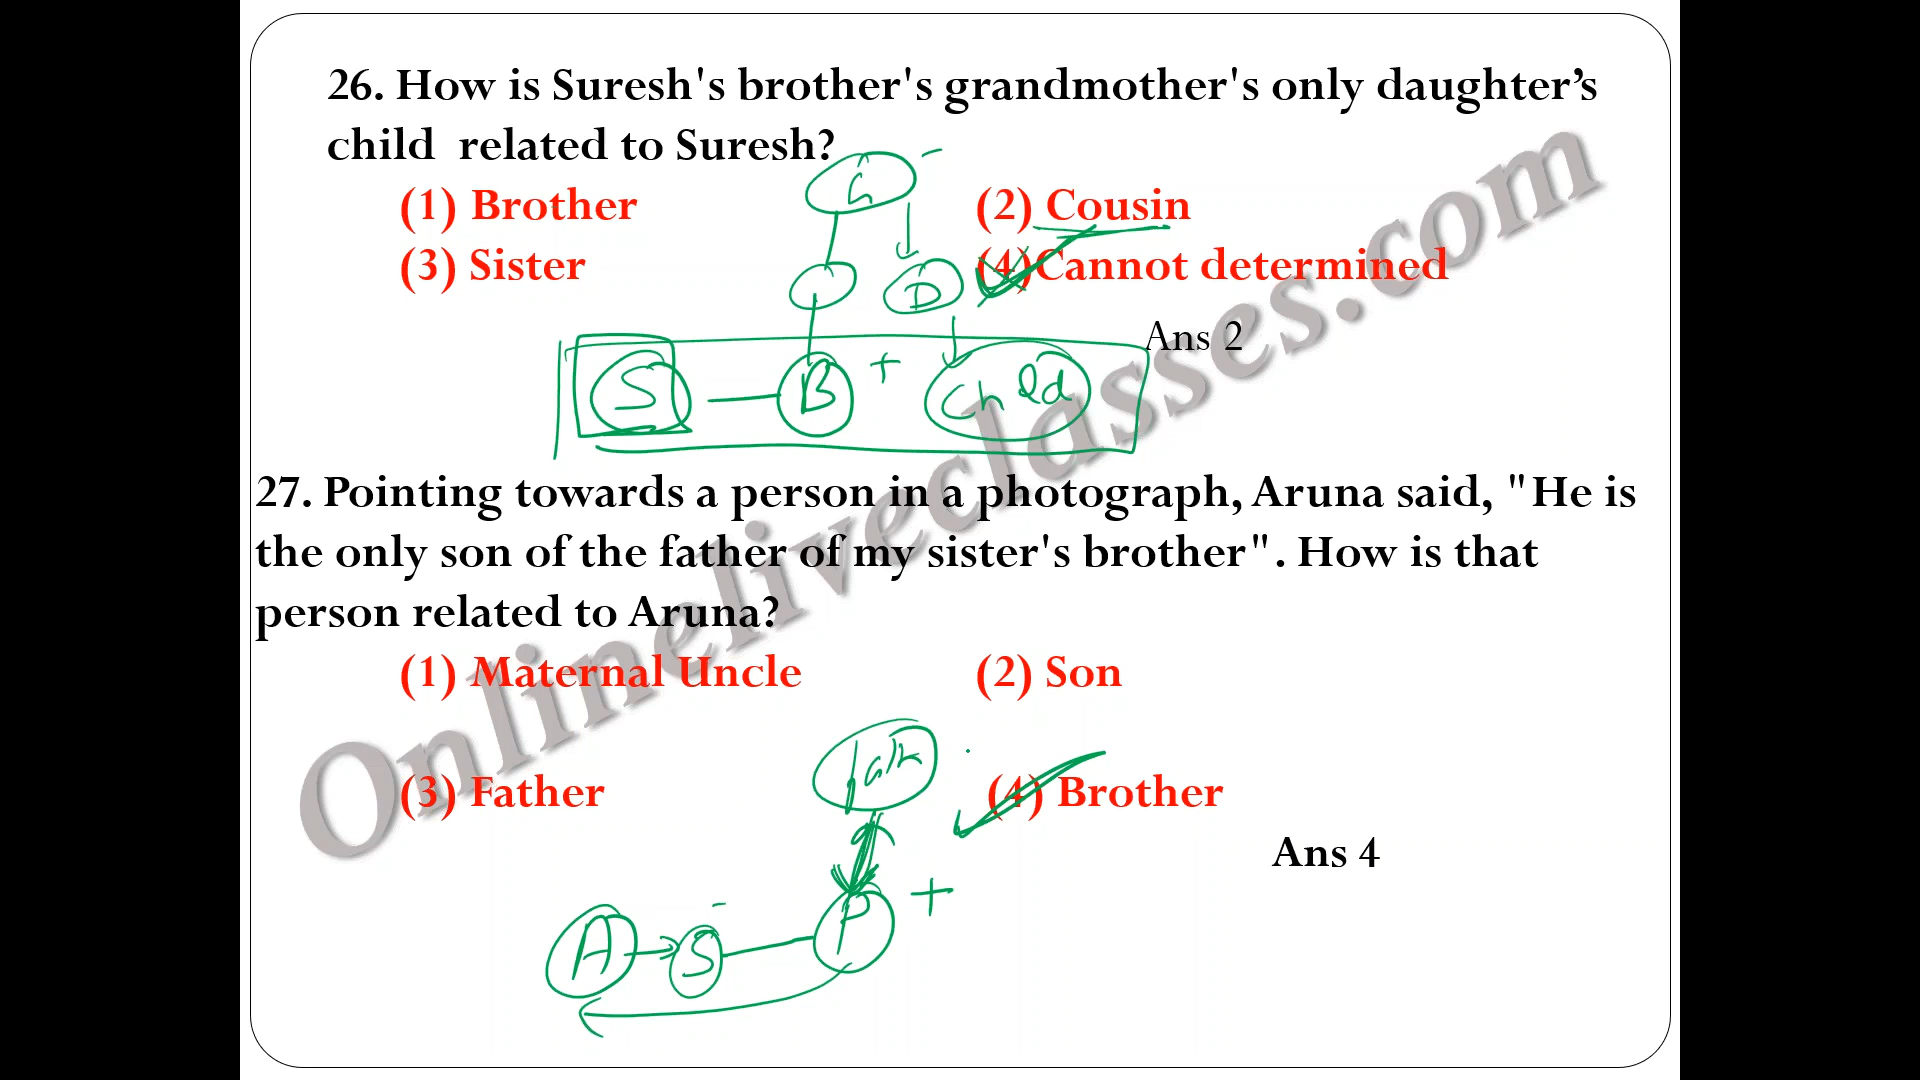 26. How is Suresh's brother's grandmother's only daughter’s
child related to Suresh?
(1) Brother (2) Cousin
(3) Sister (4)Cannot determined
Ans 2
G
D
S B + Ch ld
27. Pointing towards a person in a photograph, Aruna said, "He is
the only son of the father of my sister's brother". How is that
person related to Aruna?
(1) Maternal Uncle (2) Son
(3) Father (4) Brother
Ans 4
A S P +
Onlineliveclasses.com